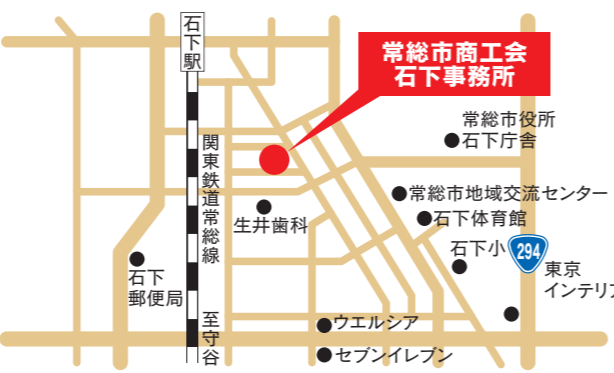 石下駅
常総市商工会
石下事務所
常総市役所
石下庁舎
関東鉄道常総線
常総市地域交流センター
石下体育館
生井歯科
石下小
294
東京
インテリア
石下
郵便局
至守谷
ウエルシア
セブンイレブン